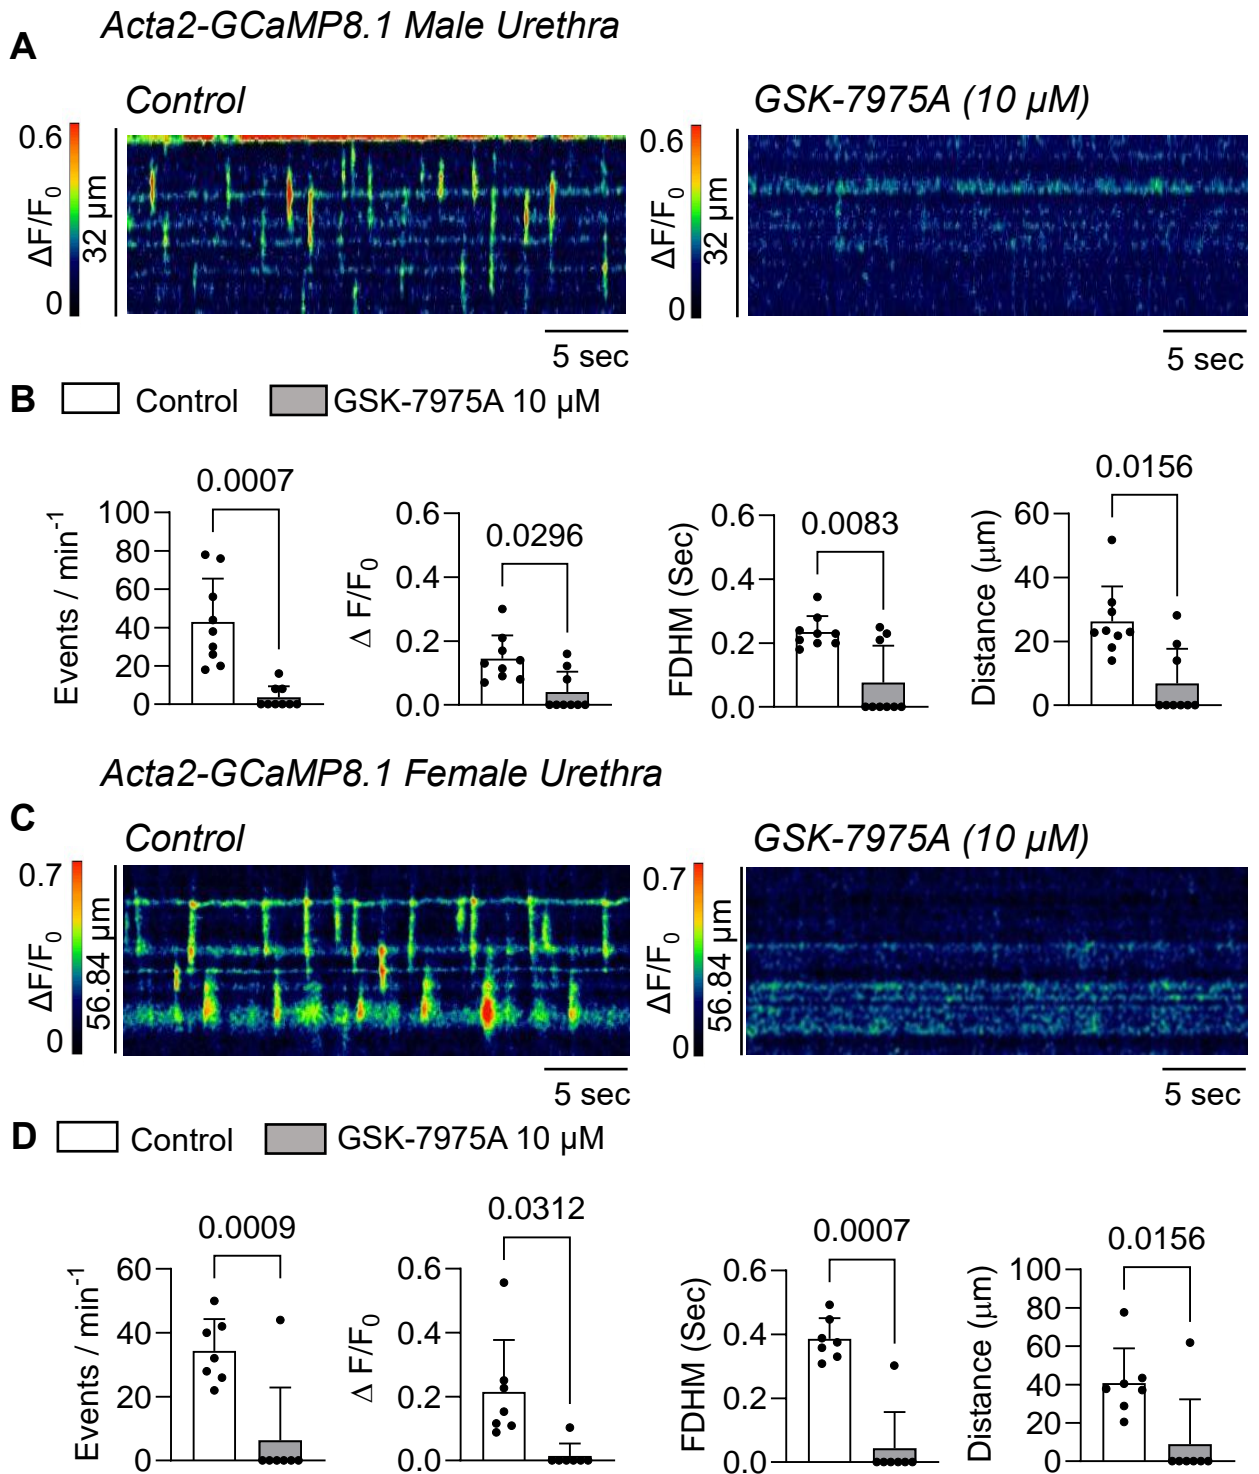 Acta2-GCaMP8.1 Male Urethra
A
Control
GSK-7975A (10 µM)
0.6
ΔF/F0
0
32 µm
5 sec
0.6
ΔF/F0
0
32 µm
5 sec
B
Control
GSK-7975A 10 µM
0.0007
Events / min-1
100
80
60
40
20
0
0.0296
Δ F/F0
0.6
0.4
0.2
0.0
0.0083
FDHM (Sec)
0.6
0.4
0.2
0.0
0.0156
Distance (µm)
60
40
20
0
Acta2-GCaMP8.1 Female Urethra
C
Control
GSK-7975A (10 µM)
0.7
ΔF/F0
0
56.84 µm
5 sec
0.7
ΔF/F0
0
56.84 µm
5 sec
D
Control
GSK-7975A 10 µM
0.0009
Events / min-1
60
40
20
0
0.0312
Δ F/F0
0.6
0.4
0.2
0.0
0.0007
FDHM (Sec)
0.6
0.4
0.2
0.0
0.0156
Distance (µm)
100
80
60
40
20
0